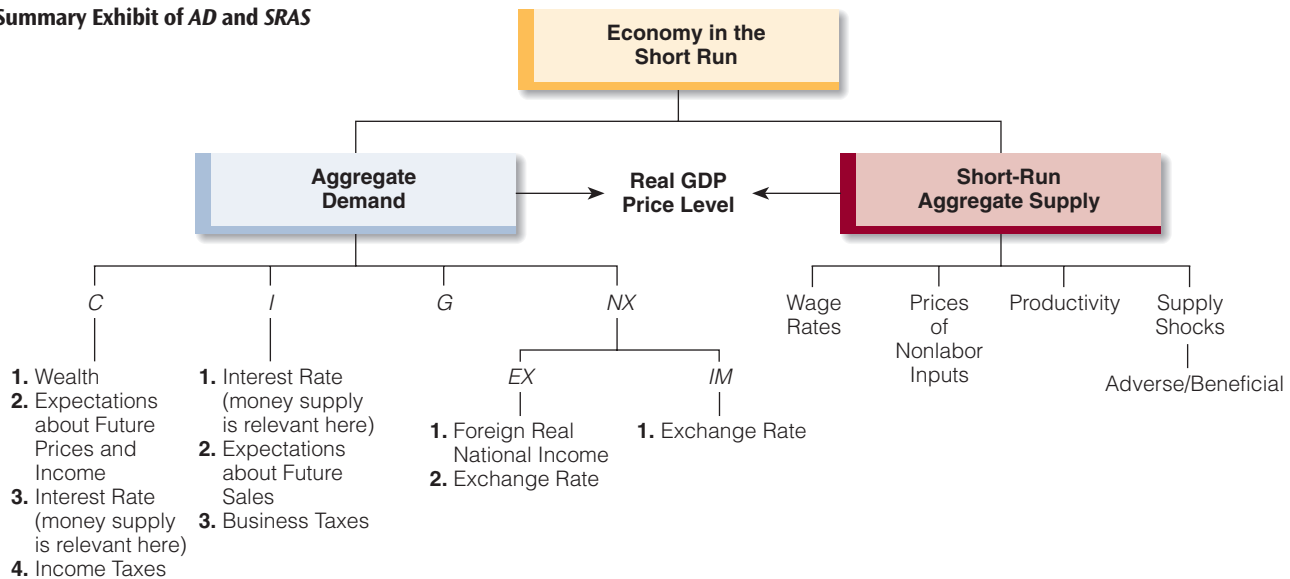 Summary Exhibit of AD and SRAS
Economy in the
Short Run
Aggregate
Demand
Real GDP
Price Level
Short-Run
Aggregate Supply
C
I
G
NX
Wage
Rates
Prices
of
Nonlabor
Inputs
Productivity
Supply
Shocks
Adverse/Beneficial
1. Wealth
2. Expectations
about Future
Prices and
Income
3. Interest Rate
(money supply
is relevant here)
4. Income Taxes
1. Interest Rate
(money supply
is relevant here)
2. Expectations
about Future
Sales
3. Business Taxes
EX
IM
1. Foreign Real
National Income
2. Exchange Rate
1. Exchange Rate